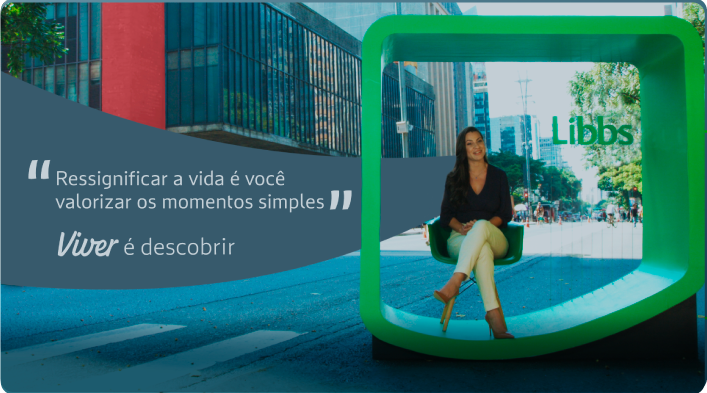 “ Ressignificar a vida é você
valorizar os momentos simples ”
Viver é descobrir
Libbs